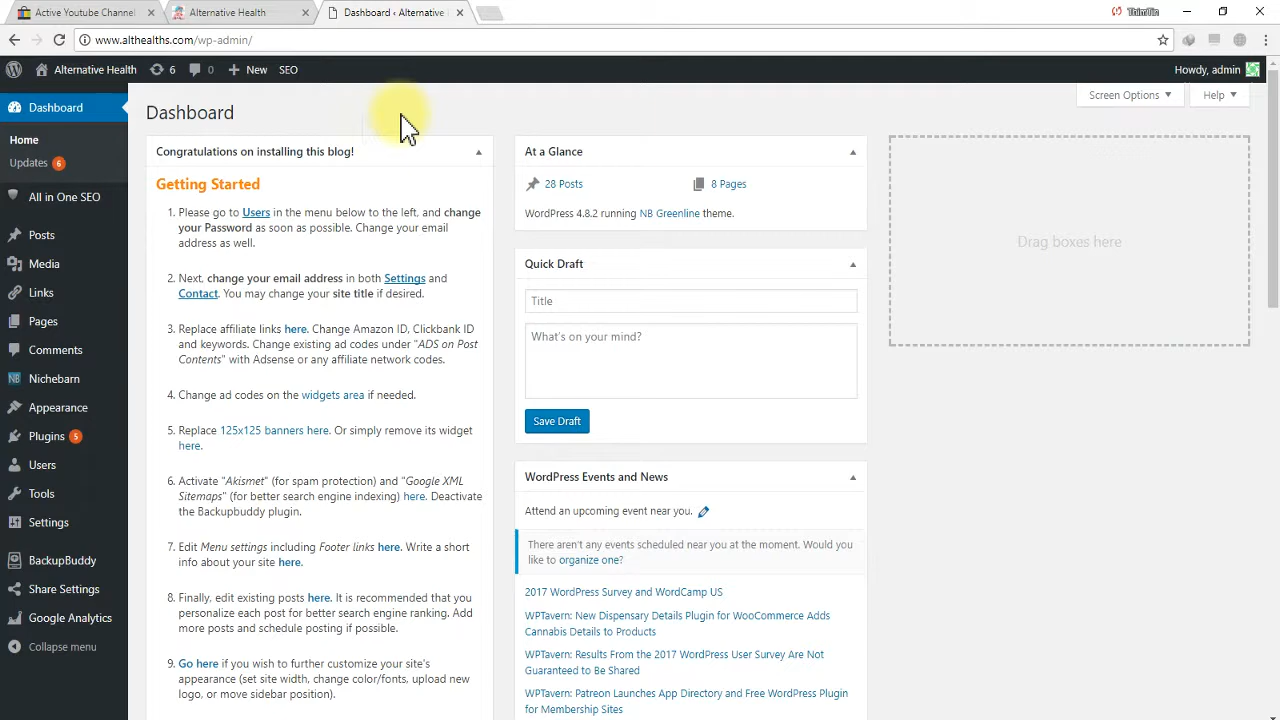 Active Youtube Channel
Alternative Health
Dashboard ‹ Alternative
ThimTin
www.althealths.com/wp-admin/
Alternative Health
6
0
New
SEO
Howdy, admin
Dashboard
Home
Updates 6
All in One SEO
Posts
Media
Links
Pages
Comments
Nichebarn
Appearance
Plugins 5
Users
Tools
Settings
BackupBuddy
Share Settings
Google Analytics
Collapse menu
Screen Options
Help
Dashboard
Congratulations on installing this blog!
Getting Started
1. Please go to Users in the menu below to the left, and change
your Password as soon as possible. Change your email
address as well.
2. Next, change your email address in both Settings and
Contact. You may change your site title if desired.
3. Replace affiliate links here. Change Amazon ID, Clickbank ID
and keywords. Change existing ad codes under "ADS on Post
Contents" with Adsense or any affiliate network codes.
4. Change ad codes on the widgets area if needed.
5. Replace 125x125 banners here. Or simply remove its widget
here.
6. Activate "Akismet" (for spam protection) and "Google XML
Sitemaps" (for better search engine indexing) here. Deactivate
the Backupbuddy plugin.
7. Edit Menu settings including Footer links here. Write a short
info about your site here.
8. Finally, edit existing posts here. It is recommended that you
personalize each post for better search engine ranking. Add
more posts and schedule posting if possible.
9. Go here if you wish to further customize your site's
appearance (set site width, change color/fonts, upload new
logo, or move sidebar position).
At a Glance
28 Posts
8 Pages
WordPress 4.8.2 running NB Greenline theme.
Quick Draft
Title
What's on your mind?
Save Draft
WordPress Events and News
Attend an upcoming event near you.
There aren't any events scheduled near you at the moment. Would you
like to organize one?
2017 WordPress Survey and WordCamp US
WPTavern: New Dispensary Details Plugin for WooCommerce Adds
Cannabis Details to Products
WPTavern: Results From the 2017 WordPress User Survey Are Not
Guaranteed to Be Shared
WPTavern: Patreon Launches App Directory and Free WordPress Plugin
for Membership Sites
Drag boxes here